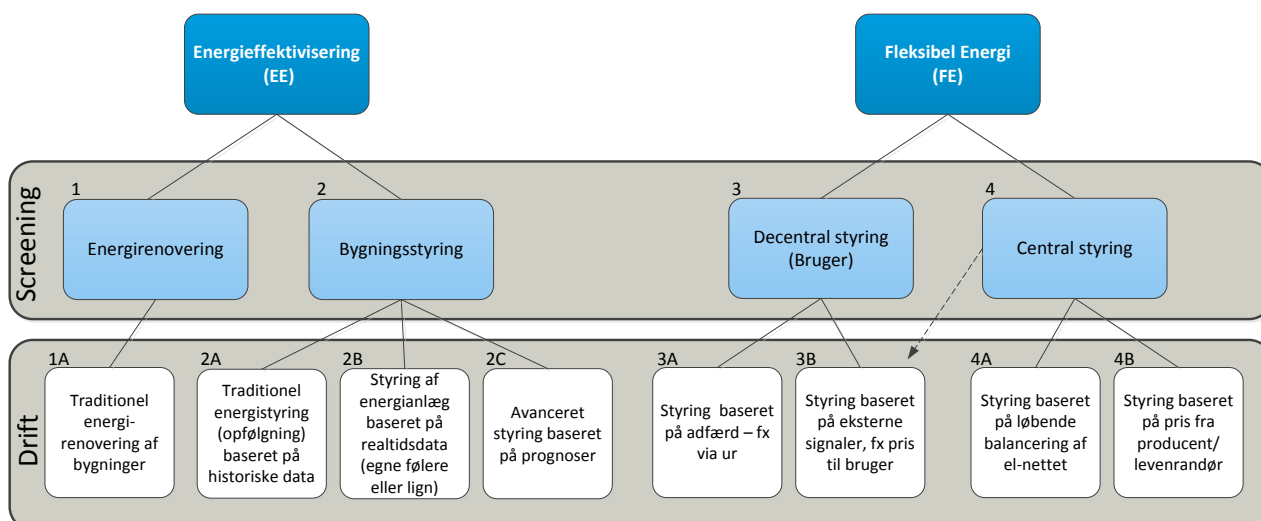 Energieffektivisering
(EE)
Fleksibel Energi
(FE)
Screening
1
Energirenovering
2
Bygningsstyring
3
Decentral styring
(Bruger)
4
Central styring
Drift
1A
Traditionel
energi-
renovering af
bygninger
2A
Traditionel
energistyring
(opfølgning)
baseret på
historiske data
2B
Styring af
energianlæg
baseret på
realtidsdata
(egne følere
eller lign)
2C
Avanceret
styring baseret
på prognoser
3A
Styring baseret
på adfærd – fx
via ur
3B
Styring baseret
på eksterne
signaler, fx pris
til bruger
4A
Styring baseret
på løbende
balancering af
el-nettet
4B
Styring baseret
på pris fra
producent/
levenrandør